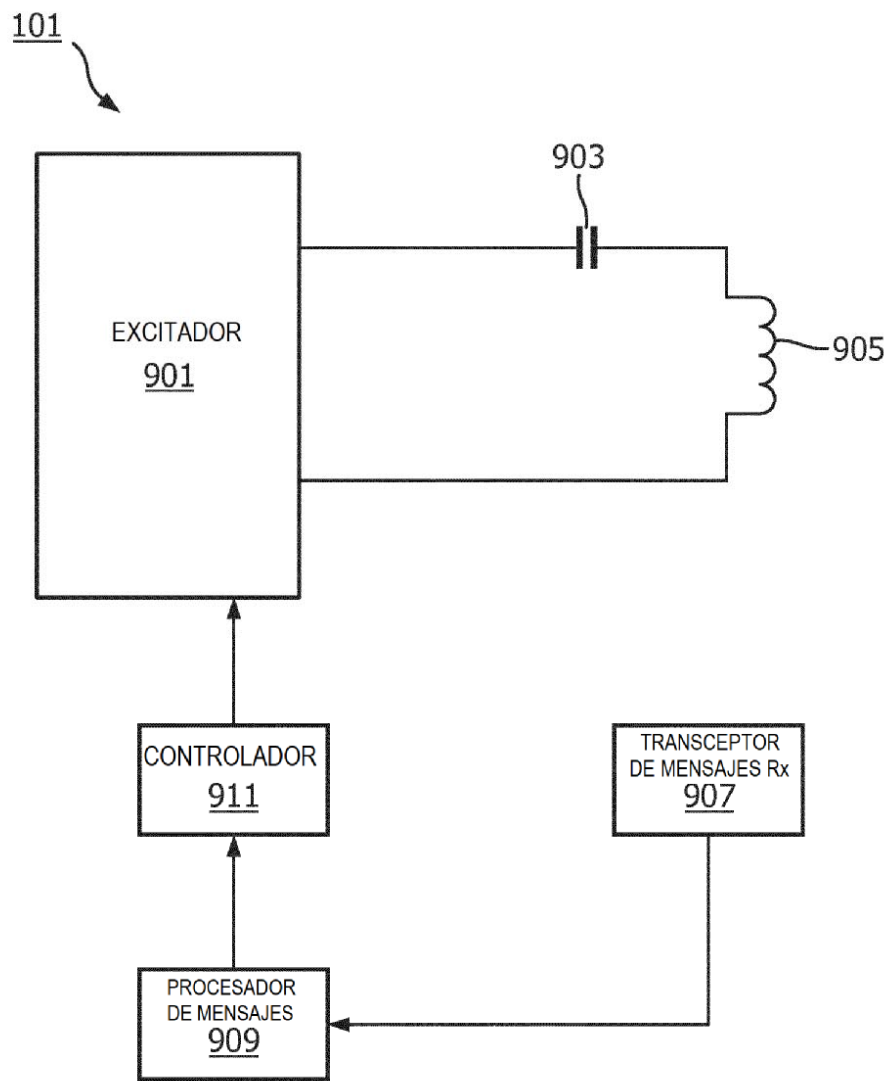 101
903
EXCITADOR
901
905
CONTROLADOR
911
TRANSCEPTOR
DE MENSAJES Rx
907
PROCESADOR
DE MENSAJES
909